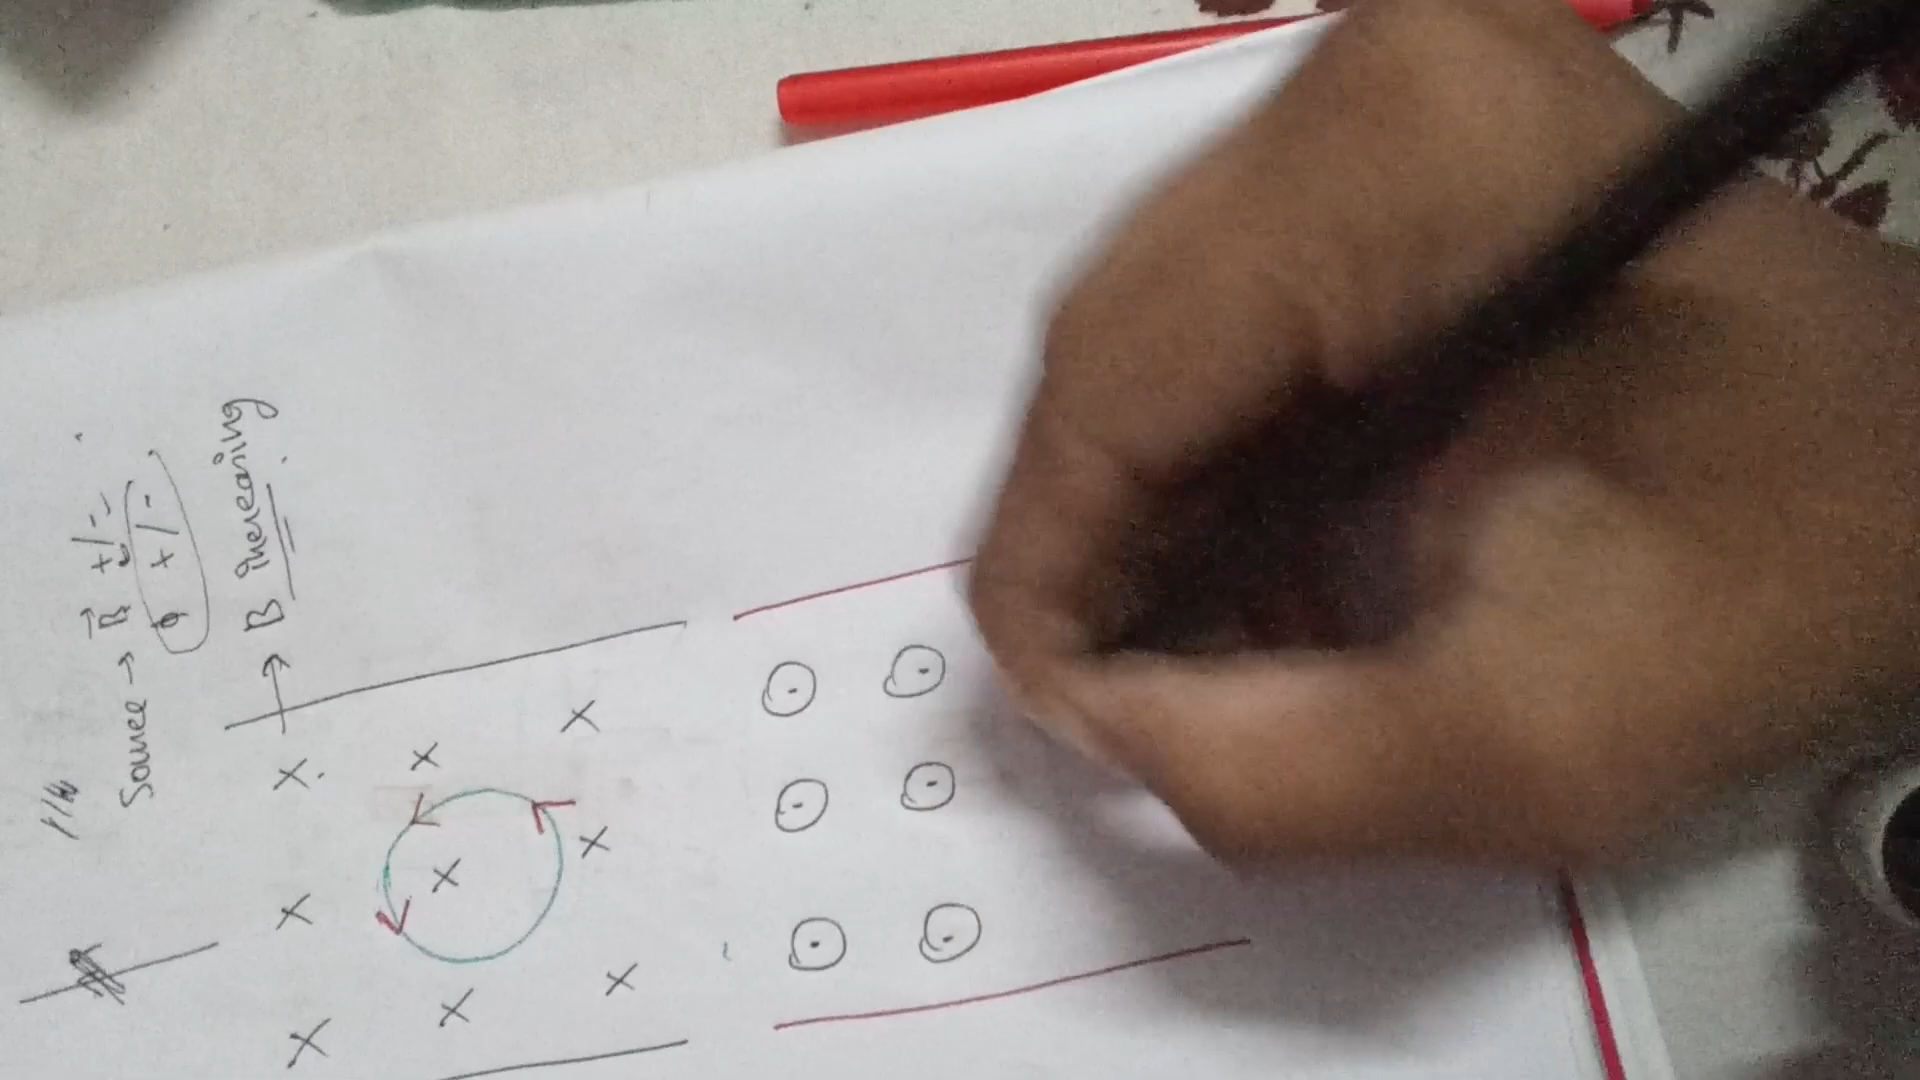 Source → B⃗ +/-
φ +/-
→ B increasing
X X X
X X X
X X X
⊙ ⊙
⊙ ⊙
⊙ ⊙